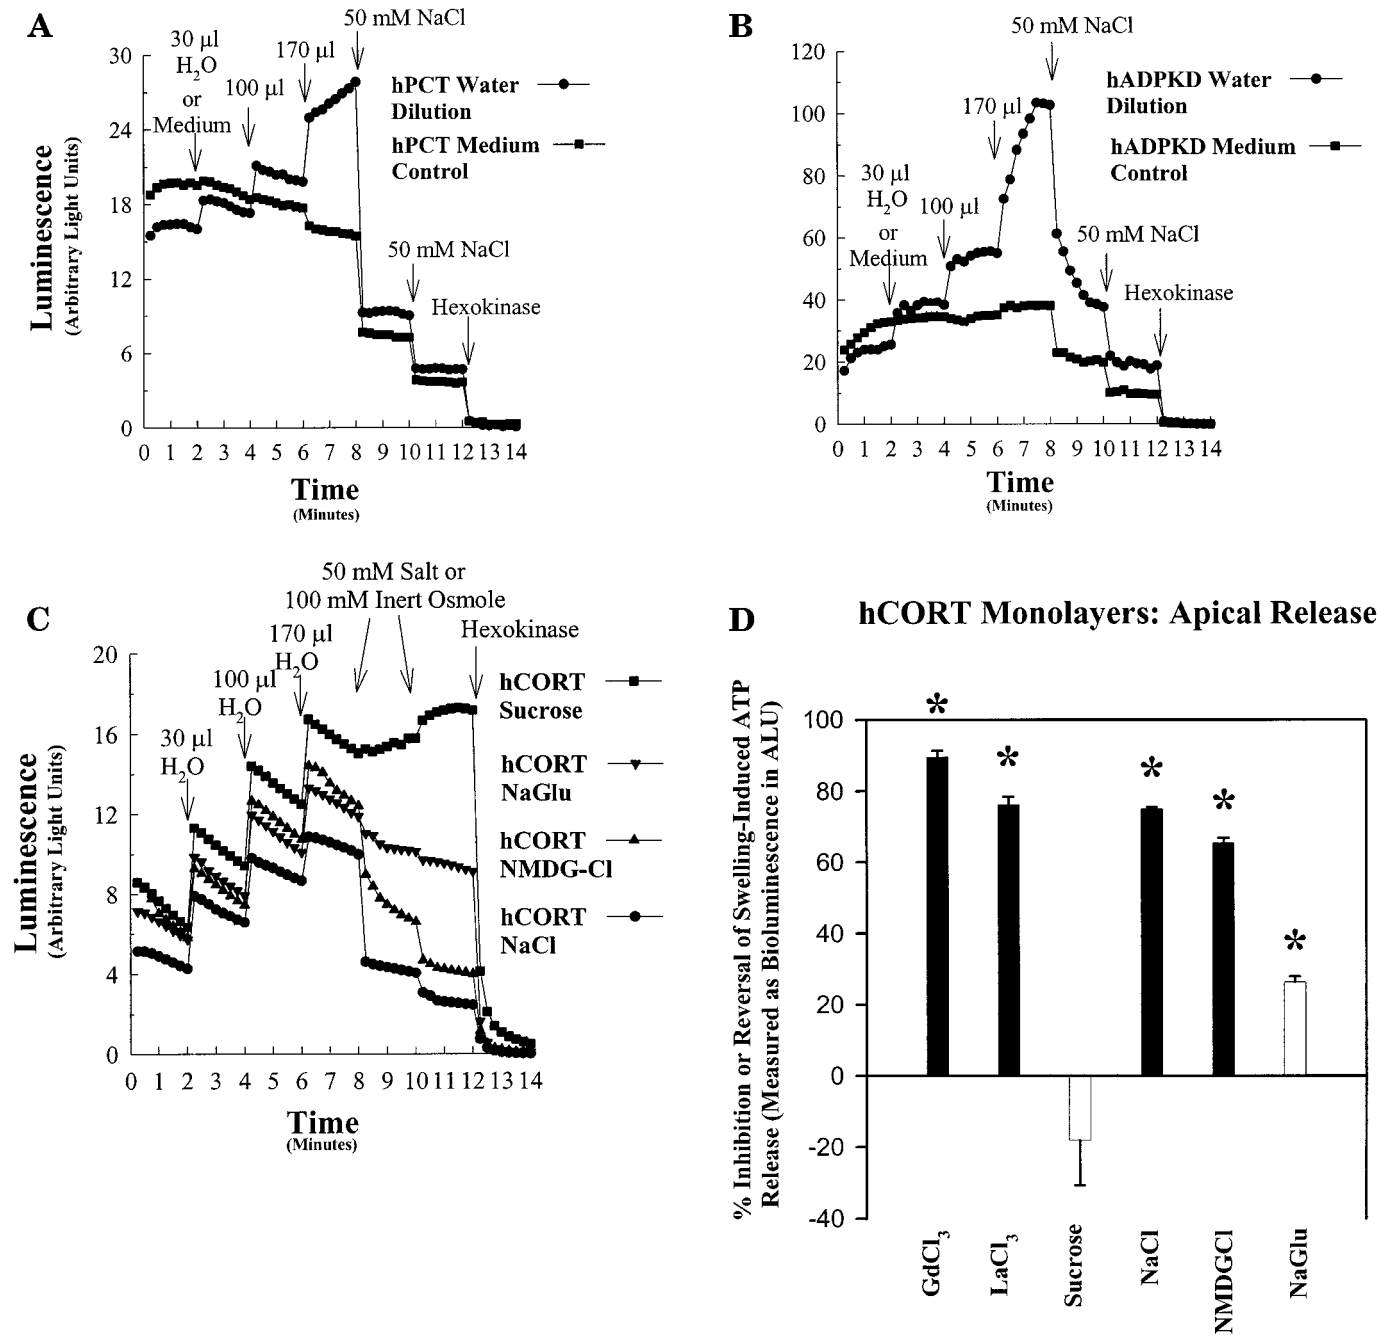 A
50 mM NaCl
170 μl
30 μl
H2O
or
Medium
100 μl
hPCT Water
Dilution
hPCT Medium
Control
50 mM NaCl
Hexokinase
Luminescence
(Arbitrary Light Units)
30
24
18
12
6
0
0 1 2 3 4 5 6 7 8 9 10 11 12 13 14
Time
(Minutes)
B
50 mM NaCl
170 μl
30 μl
H2O
or
Medium
100 μl
hADPKD Water
Dilution
hADPKD Medium
Control
50 mM NaCl
Hexokinase
120
100
80
60
40
20
0
0 1 2 3 4 5 6 7 8 9 10 11 12 13 14
Time
(Minutes)
C
50 mM Salt or
100 mM Inert Osmole
Hexokinase
170 μl
H2O
100 μl
H2O
30 μl
H2O
hCORT
Sucrose
hCORT
NaGlu
hCORT
NMDG-Cl
hCORT
NaCl
Luminescence
(Arbitrary Light Units)
20
16
12
8
4
0
0 1 2 3 4 5 6 7 8 9 10 11 12 13 14
Time
(Minutes)
D
hCORT Monolayers: Apical Release
% Inhibition or Reversal of Swelling-Induced ATP
Release (Measured as Bioluminescence in ALU)
100
80
60
40
20
0
-20
-40
* * * * *
GdCl3
LaCl3
Sucrose
NaCl
NMDGCl
NaGlu